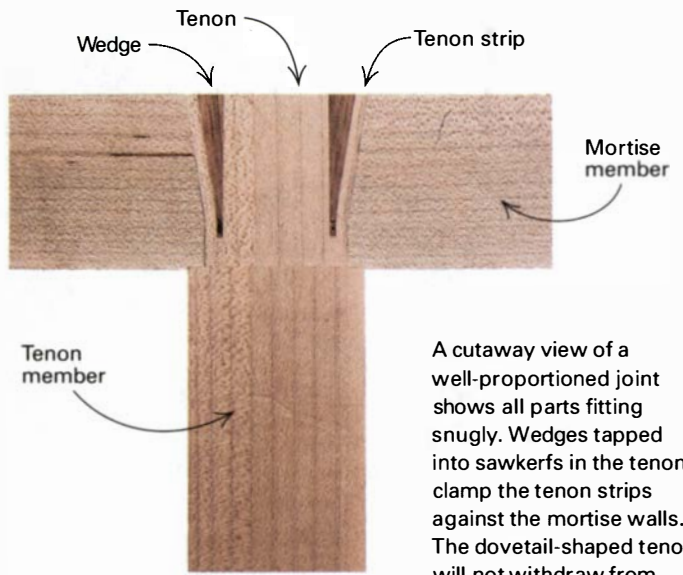 Tenon
Wedge
Tenon strip
Mortise
member
Tenon
member
A cutaway view of a
well-proportioned joint
shows all parts fitting
snugly. Wedges tapped
into sawkerfs in the tenon
clamp the tenon strips
against the mortise walls.
The dovetail-shaped
will not withdraw from